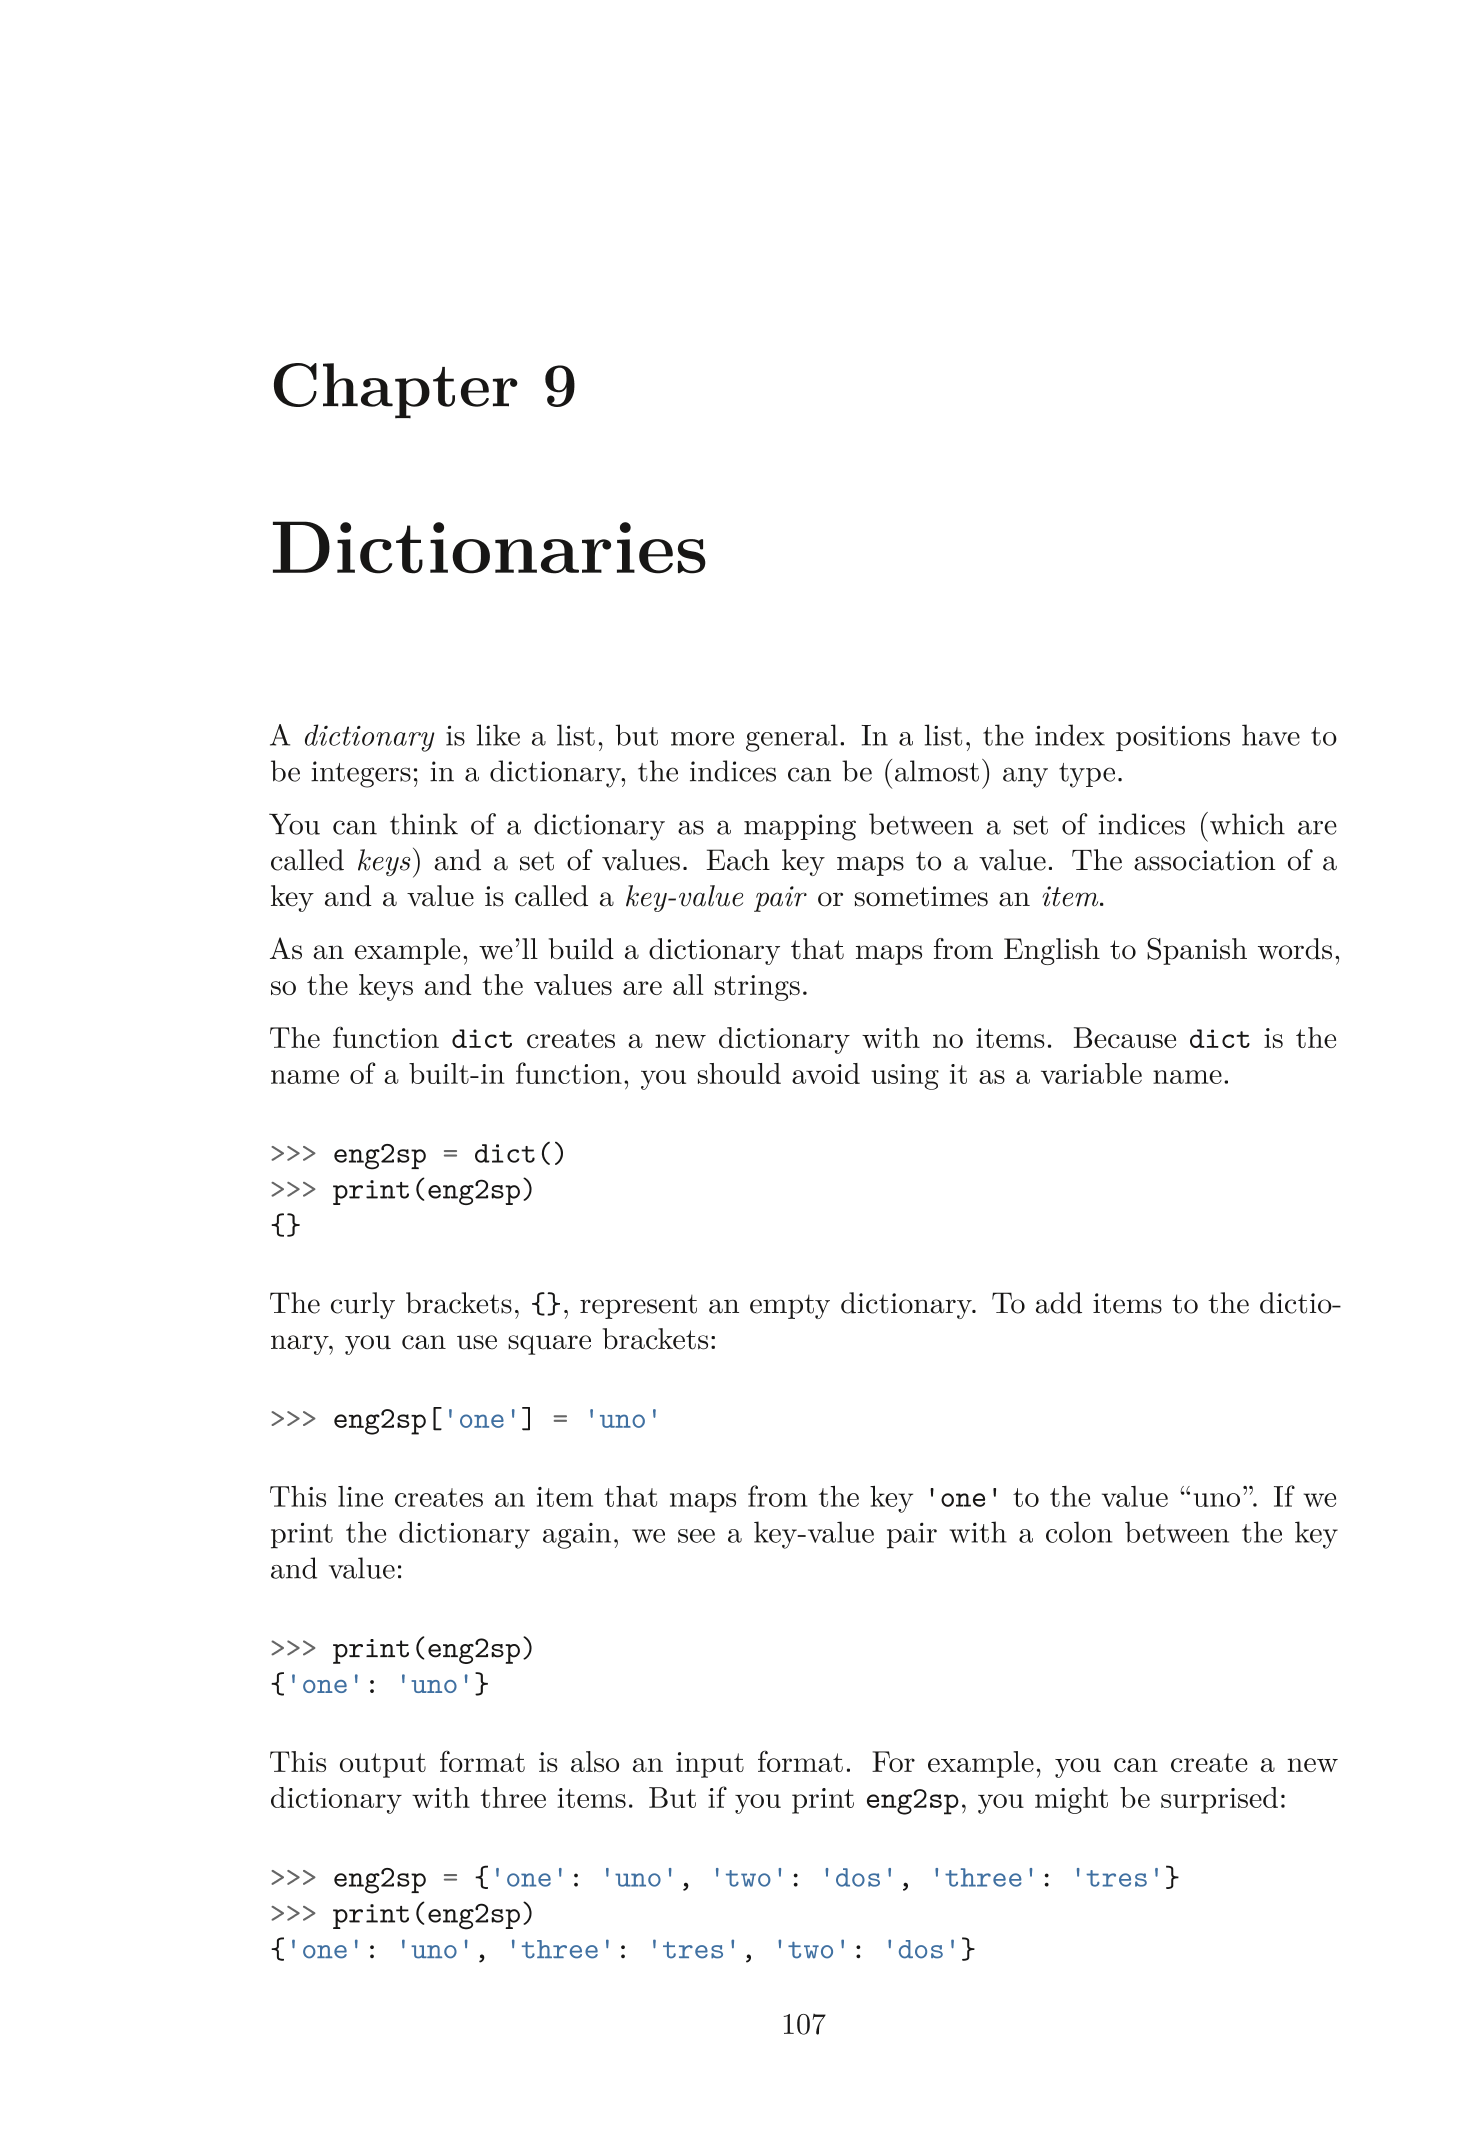 Chapter 9
Dictionaries
A dictionary is like a list, but more general. In a list, the index positions have to
be integers; in a dictionary, the indices can be (almost) any type.
You can think of a dictionary as a mapping between a set of indices (which are
called keys) and a set of values. Each key maps to a value. The association of a
key and a value is called a key-value pair or sometimes an item.
As an example, we’ll build a dictionary that maps from English to Spanish words,
so the keys and the values are all strings.
The function dict creates a new dictionary with no items. Because dict is the
name of a built-in function, you should avoid using it as a variable name.
>>> eng2sp = dict()
>>> print(eng2sp)
{}
The curly brackets, {}, represent an empty dictionary. To add items to the dictio-
nary, you can use square brackets:
>>> eng2sp['one'] = 'uno'
This line creates an item that maps from the key 'one' to the value “uno”. If we
print the dictionary again, we see a key-value pair with a colon between the key
and value:
>>> print(eng2sp)
{'one': 'uno'}
This output format is also an input format. For example, you can create a new
dictionary with three items. But if you print eng2sp, you might be surprised:
>>> eng2sp = {'one': 'uno', 'two': 'dos', 'three': 'tres'}
>>> print(eng2sp)
{'one': 'uno', 'three': 'tres', 'two': 'dos'}
107